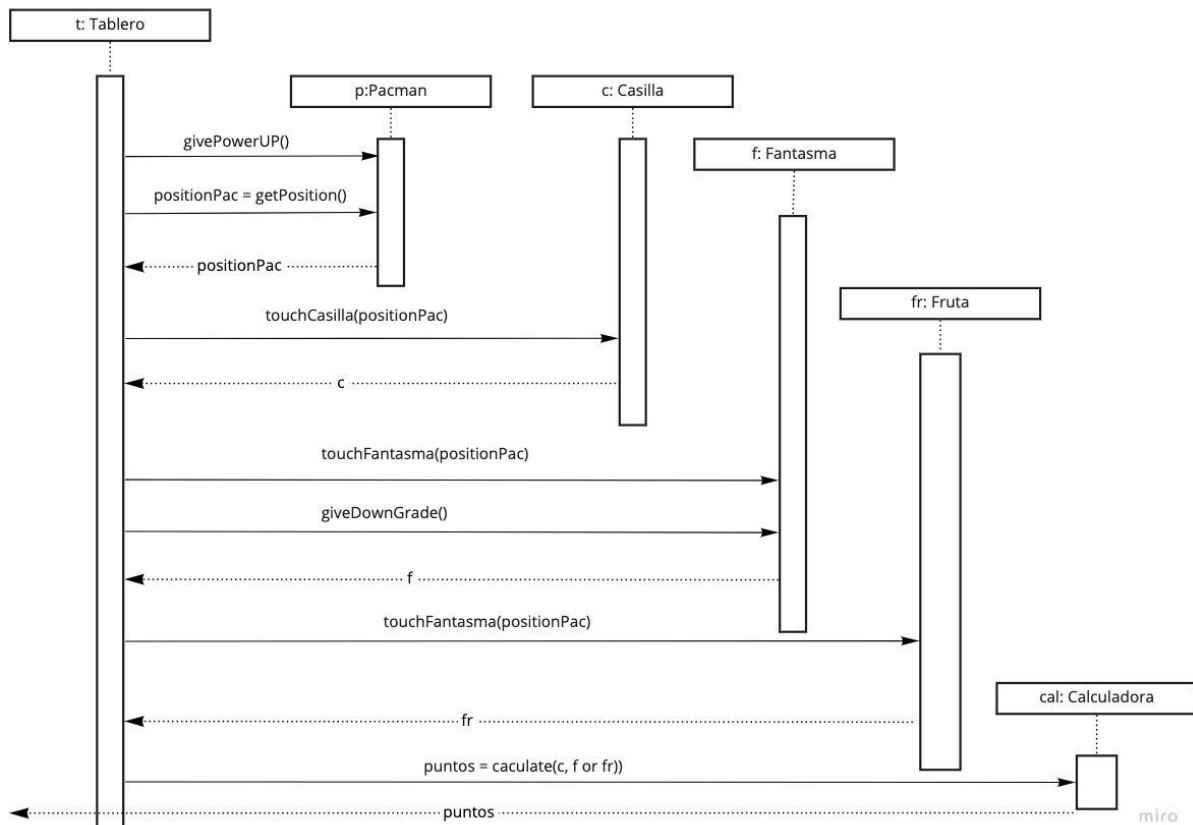 t: Tablero
p:Pacman
c: Casilla
givePowerUP()
f: Fantasma
positionPac = getPosition()
positionPac
fr: Fruta
touchCasilla(positionPac)
c
touchFantasma(positionPac)
giveDownGrade()
f
touchFantasma(positionPac)
cal: Calculadora
fr
puntos = caculate(c, f or fr))
puntos
miro